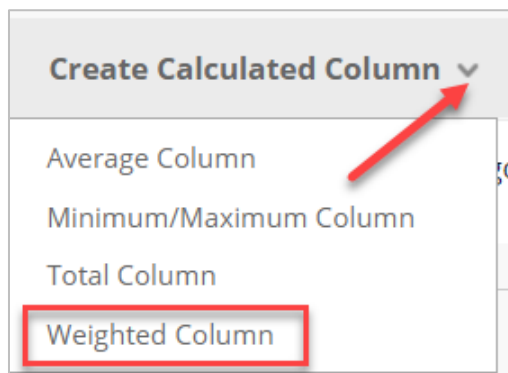 Create Calculated Column
Average Column
Minimum/Maximum Column
Total Column
Weighted Column